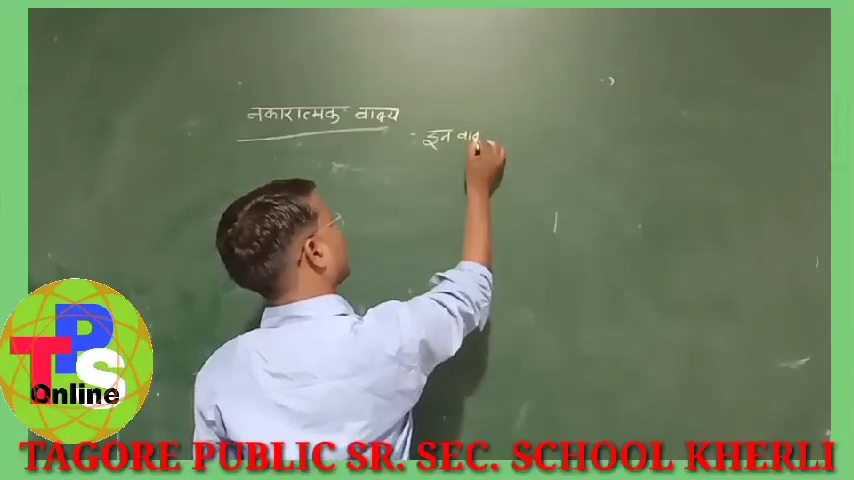 नकारात्मक वाक्य
:- इन वाक
TPS
Online
TAGORE PUBLIC SR. SEC. SCHOOL KHERLI